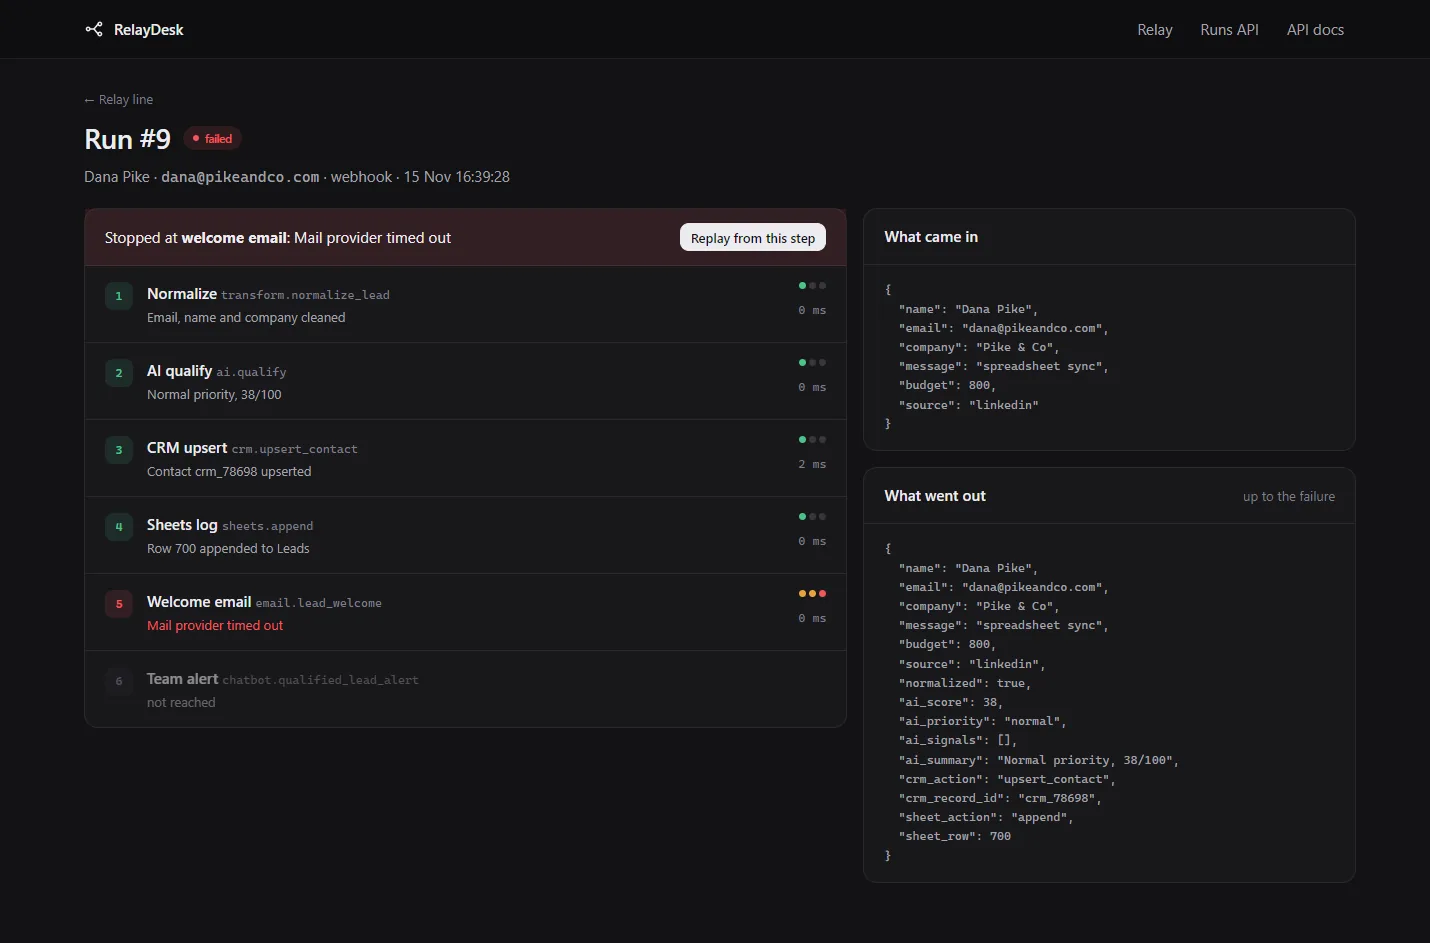 RelayDesk
Relay
Runs API
API docs
← Relay line
Run #9
failed
Dana Pike · dana@pikeandco.com · webhook · 15 Nov 16:39:28
Stopped at welcome email: Mail provider timed out
Replay from this step
1
Normalize transform.normalize_lead
Email, name and company cleaned
0 ms
2
AI qualify ai.qualify
Normal priority, 38/100
0 ms
3
CRM upsert crm.upsert_contact
Contact crm_78698 upserted
2 ms
4
Sheets log sheets.append
Row 700 appended to Leads
0 ms
5
Welcome email email.lead_welcome
Mail provider timed out
0 ms
6
Team alert chatbot.qualified_lead_alert
not reached
What came in
{
"name": "Dana Pike",
"email": "dana@pikeandco.com",
"company": "Pike & Co",
"message": "spreadsheet sync",
"budget": 800,
"source": "linkedin"
}
What went out
up to the failure
{
"name": "Dana Pike",
"email": "dana@pikeandco.com",
"company": "Pike & Co",
"message": "spreadsheet sync",
"budget": 800,
"source": "linkedin",
"normalized": true,
"ai_score": 38,
"ai_priority": "normal",
"ai_signals": [],
"ai_summary": "Normal priority, 38/100",
"crm_action": "upsert_contact",
"crm_record_id": "crm_78698",
"sheet_action": "append",
"sheet_row": 700
}